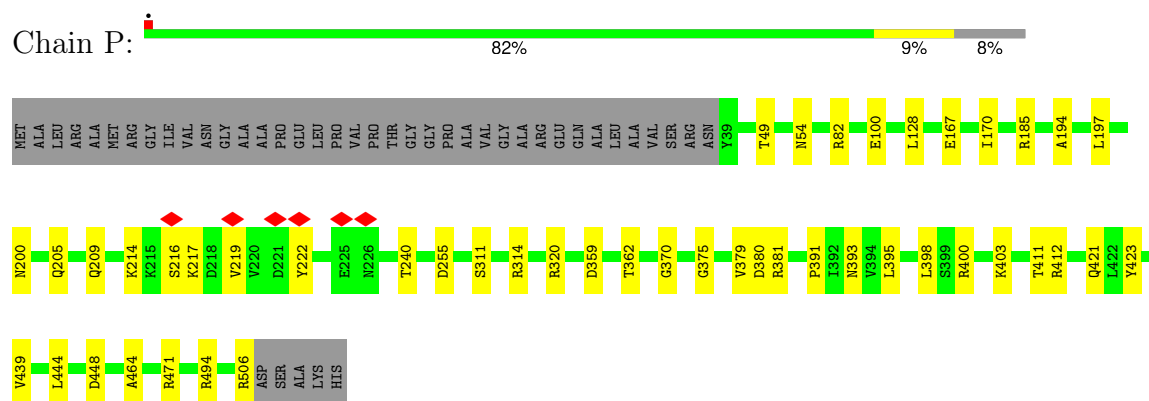 Chain P:
82% 9% 8%
MET ALA LEU ARG ALA MET ARG GLY ILE VAL ASN GLY ALA ALA PRO GLU LEU PRO VAL PRO THR GLY GLY PRO ALA VAL GLY ALA ARG GLU GLN ALA LEU ALA VAL SER ARG ASN Y39 T49 N54 R82 E100 L128 E167 I170 R185 A194 L197
N200 Q205 Q209 K214 K215 S216 K217 D218 V219 V220 D221 Y222 E225 N226 T240 D255 S311 R314 R320 D359 T362 G370 G375 V379 D380 R381 P391 I392 N393 V394 L395 L398 S399 R400 K403 T411 R412 Q421 L422 Y423
V439 L444 D448 A464 R471 R494 R506 ASP SER ALA LYS HIS